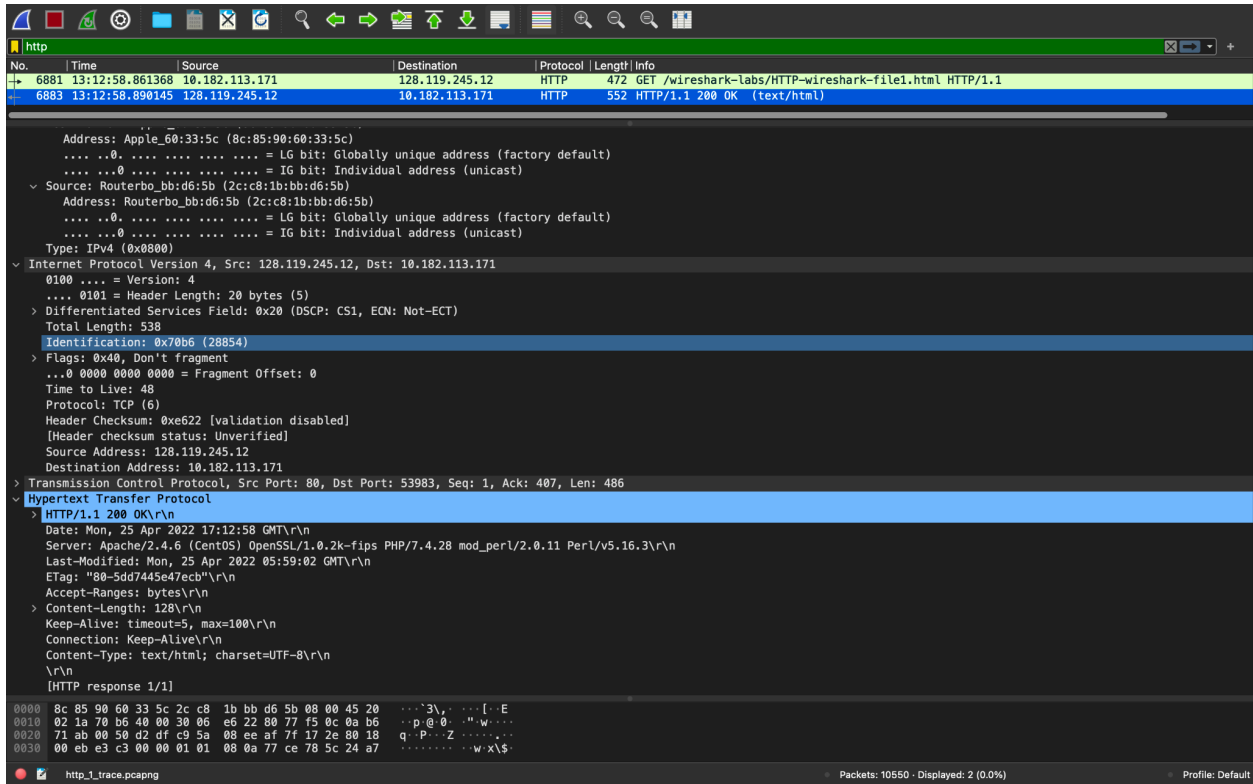 http
No. Time Source Destination Protocol Length Info
6881 13:12:58.861368 10.182.113.171 128.119.245.12 HTTP 472 GET /wireshark-labs/HTTP-wireshark-file1.html HTTP/1.1
6883 13:12:58.890145 128.119.245.12 10.182.113.171 HTTP 552 HTTP/1.1 200 OK (text/html)
Address: Apple_60:33:5c (8c:85:90:60:33:5c)
.... ..0. .... .... .... .... = LG bit: Globally unique address (factory default)
.... ...0 .... .... .... .... = IG bit: Individual address (unicast)
Source: Routerbo_bb:d6:5b (2c:c8:1b:bb:d6:5b)
Address: Routerbo_bb:d6:5b (2c:c8:1b:bb:d6:5b)
.... ..0. .... .... .... .... = LG bit: Globally unique address (factory default)
.... ...0 .... .... .... .... = IG bit: Individual address (unicast)
Type: IPv4 (0x0800)
Internet Protocol Version 4, Src: 128.119.245.12, Dst: 10.182.113.171
0100 .... = Version: 4
.... 0101 = Header Length: 20 bytes (5)
Differentiated Services Field: 0x20 (DSCP: CS1, ECN: Not-ECT)
Total Length: 538
Identification: 0x70b6 (28854)
Flags: 0x40, Don't fragment
...0 0000 0000 0000 = Fragment Offset: 0
Time to Live: 48
Protocol: TCP (6)
Header Checksum: 0xe622 [validation disabled]
[Header checksum status: Unverified]
Source Address: 128.119.245.12
Destination Address: 10.182.113.171
Transmission Control Protocol, Src Port: 80, Dst Port: 53983, Seq: 1, Ack: 407, Len: 486
Hypertext Transfer Protocol
HTTP/1.1 200 OK\r\n
Date: Mon, 25 Apr 2022 17:12:58 GMT\r\n
Server: Apache/2.4.6 (CentOS) OpenSSL/1.0.2k-fips PHP/7.4.28 mod_perl/2.0.11 Perl/v5.16.3\r\n
Last-Modified: Mon, 25 Apr 2022 05:59:02 GMT\r\n
ETag: "80-5dd7445e47ecb"\r\n
Accept-Ranges: bytes\r\n
Content-Length: 128\r\n
Keep-Alive: timeout=5, max=100\r\n
Connection: Keep-Alive\r\n
Content-Type: text/html; charset=UTF-8\r\n
\r\n
[HTTP response 1/1]
0000 8c 85 90 60 33 5c 2c c8 1b bb d6 5b 08 00 45 20 ···`3\,· ···[··E
0010 02 1a 70 b6 40 00 30 06 e6 22 80 77 f5 0c 0a b6 ··p·@·0· ·"·w····
0020 71 ab 00 50 d2 df c9 5a 08 ee af 7f 17 2e 80 18 q··P···Z ·····.··
0030 00 eb e3 c3 00 00 01 01 08 0a 77 ce 78 5c 24 a7 ········ ··w·x\$·
http_1_trace.pcapng Packets: 10550 · Displayed: 2 (0.0%) Profile: Default